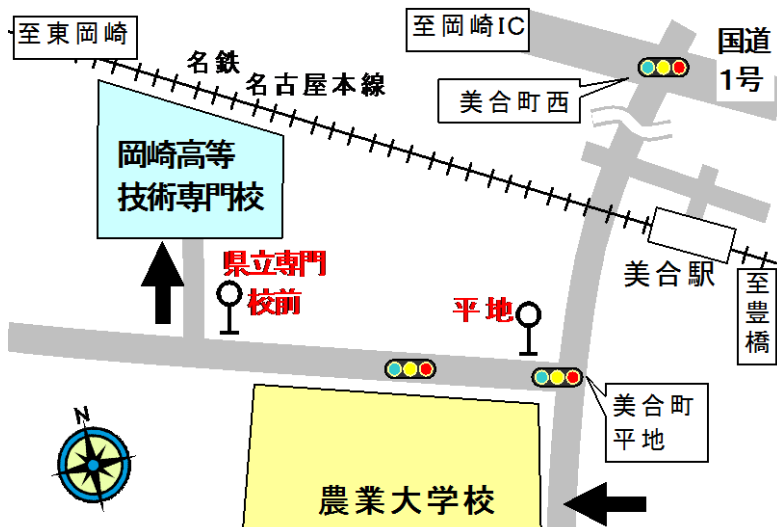 至東岡崎
至岡崎IC
国道
1号
名鉄
名古屋本線
美合町西
岡崎高等
技術専門校
県立専門
校前
美合駅
至豊橋
平地
美合町
平地
N
農業大学校